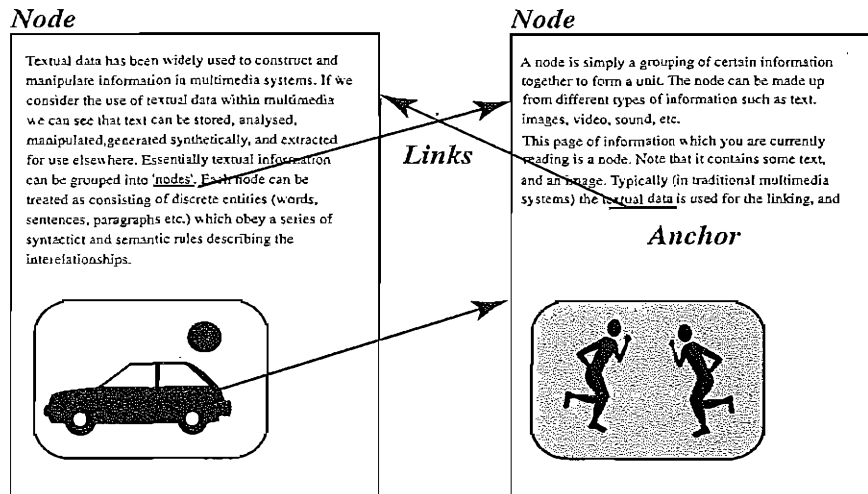 Node
Textual data has been widely used to construct and
manipulate information in multimedia systems. If we
consider the use of textual data within multimedia
we can see that text can be stored, analysed,
manipulated,generated synthetically, and extracted
for use elsewhere. Essentially textual information
can be grouped into 'nodes'. Each node can be
treated as consisting of discrete entities (words,
sentences, paragraphs etc.) which obey a series of
syntactict and semantic rules describing the
interelationships.
Links
Node
A node is simply a grouping of certain information
together to form a unit. The node can be made up
from different types of information such as text,
images, video, sound, etc.
This page of information which you are currently
reading is a node. Note that it contains some text,
and an image. Typically (in traditional multimedia
systems) the textual data is used for the linking, and
Anchor